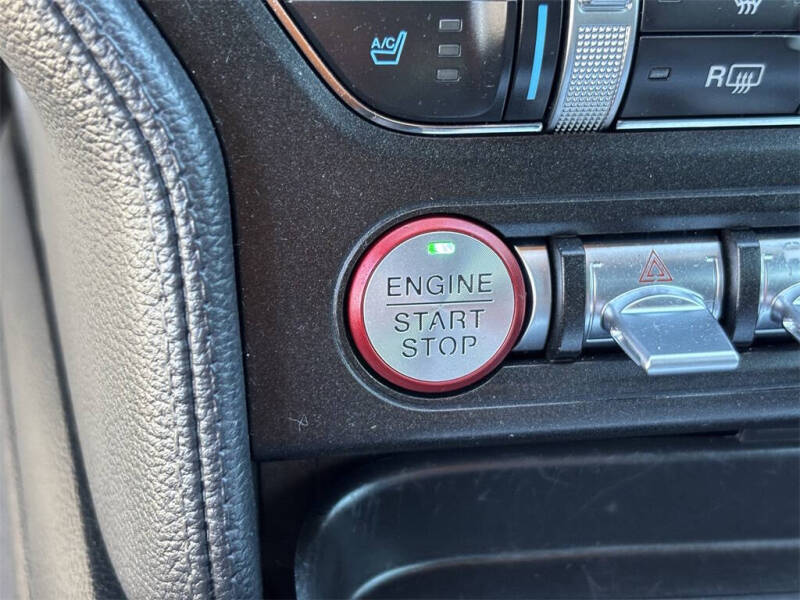 A/C
R
ENGINE
START
STOP